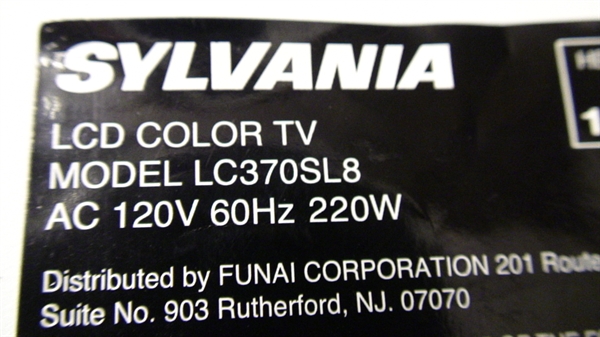 SYLVANIA
LCD COLOR TV
MODEL LC370SL8
AC 120V 60Hz 220W
Distributed by FUNAI CORPORATION 201 Route
Suite No. 903 Rutherford, NJ. 07070